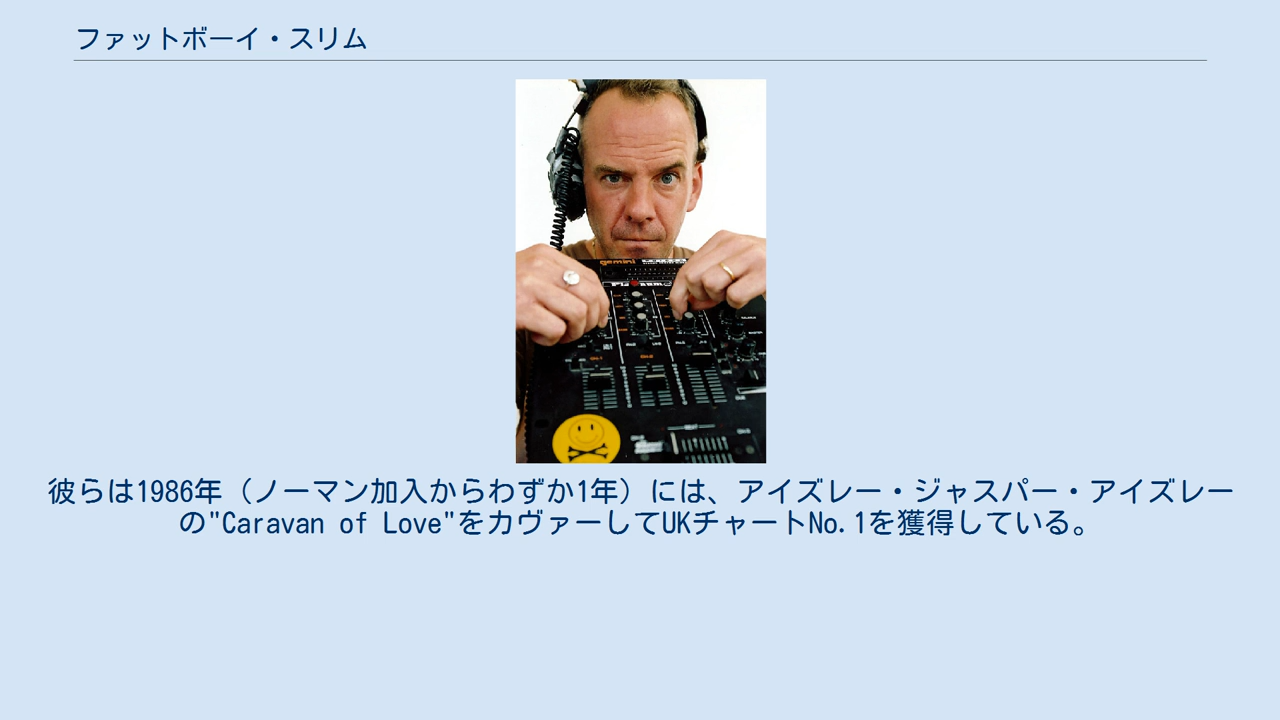 ファットボーイ・スリム
gemini
彼らは1986年（ノーマン加入からわずか1年）には、アイズレー・ジャスパー・アイズレー
の"Caravan of Love"をカヴァーしてUKチャートNo.1を獲得している。